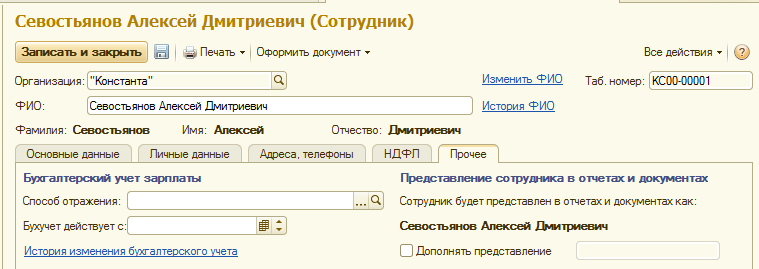 Севостьянов Алексей Дмитриевич (Сотрудник)
Записать и закрыть Печать Оформить документ Все действия ?
Организация: "Константа" Изменить ФИО Таб. номер: КС00-00001
ФИО: Севостьянов Алексей Дмитриевич История ФИО
Фамилия: Севостьянов Имя: Алексей Отчество: Дмитриевич
Основные данные Личные данные Адреса, телефоны НДФЛ Прочее
Бухгалтерский учет зарплаты Представление сотрудника в отчетах и документах
Способ отражения: ... Сотрудник будет представлен в отчетах и документах как:
Бухучет действует с: Севостьянов Алексей Дмитриевич
История изменения бухгалтерского учета Дополнять представление